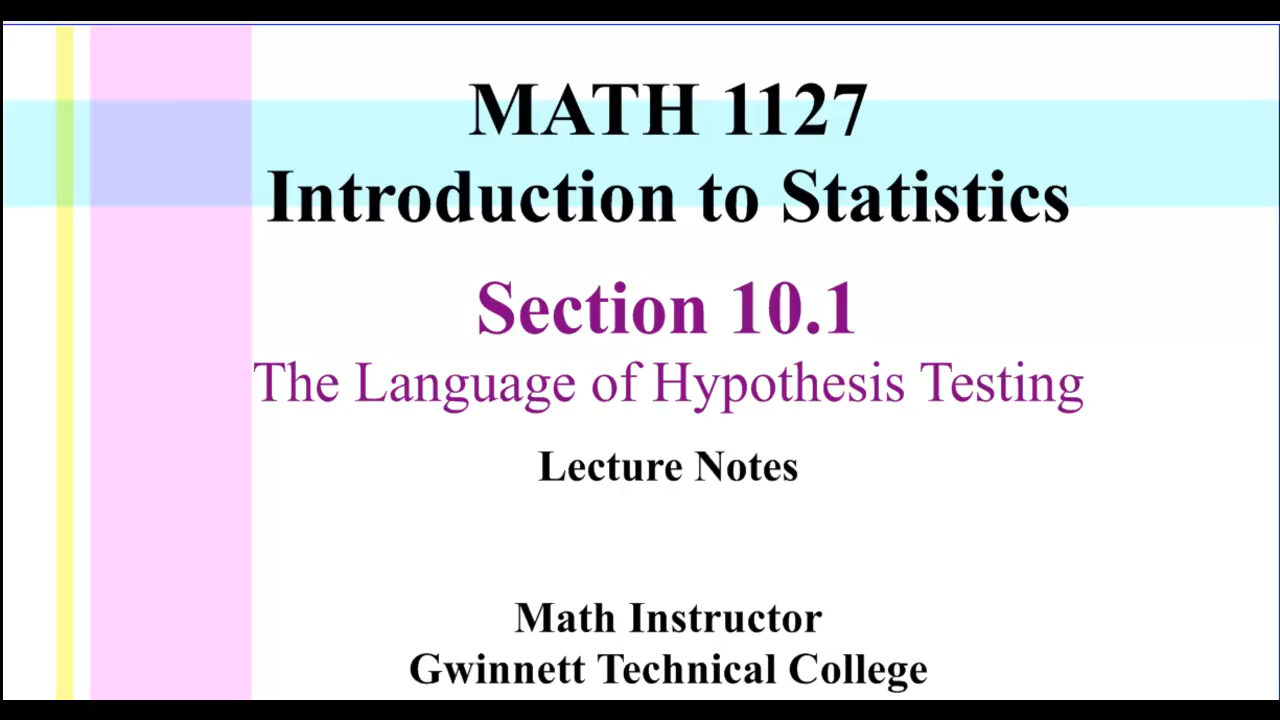 MATH 1127
Introduction to Statistics
Section 10.1
The Language of Hypothesis Testing
Lecture Notes
Math Instructor
Gwinnett Technical College